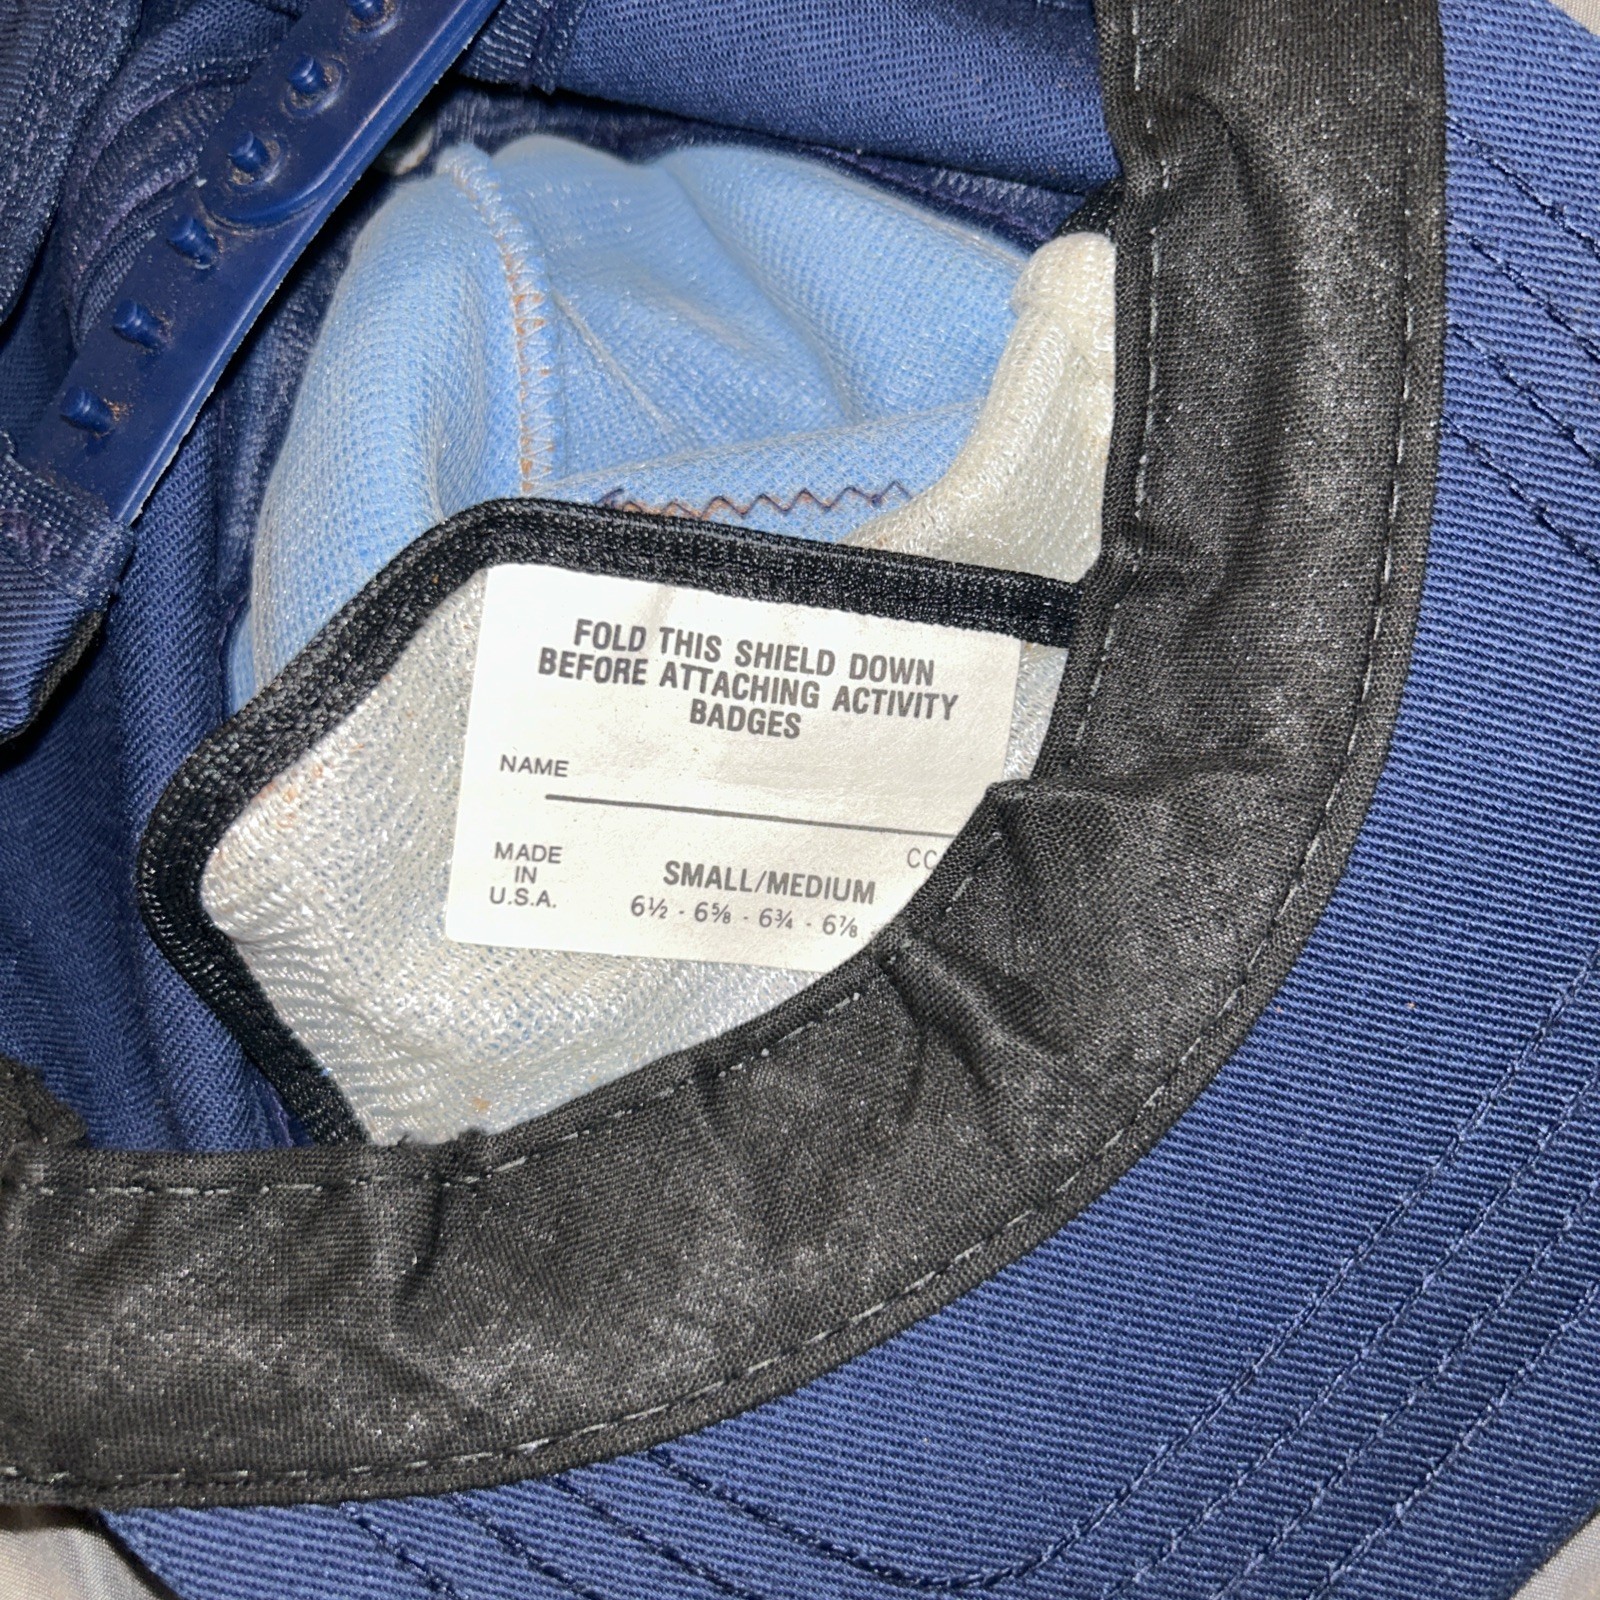 FOLD THIS SHIELD DOWN
BEFORE ATTACHING ACTIVITY
BADGES
NAME
MADE
IN
U.S.A.
CC
SMALL/MEDIUM
6½ - 6⅝ - 6¾ - 6⅞